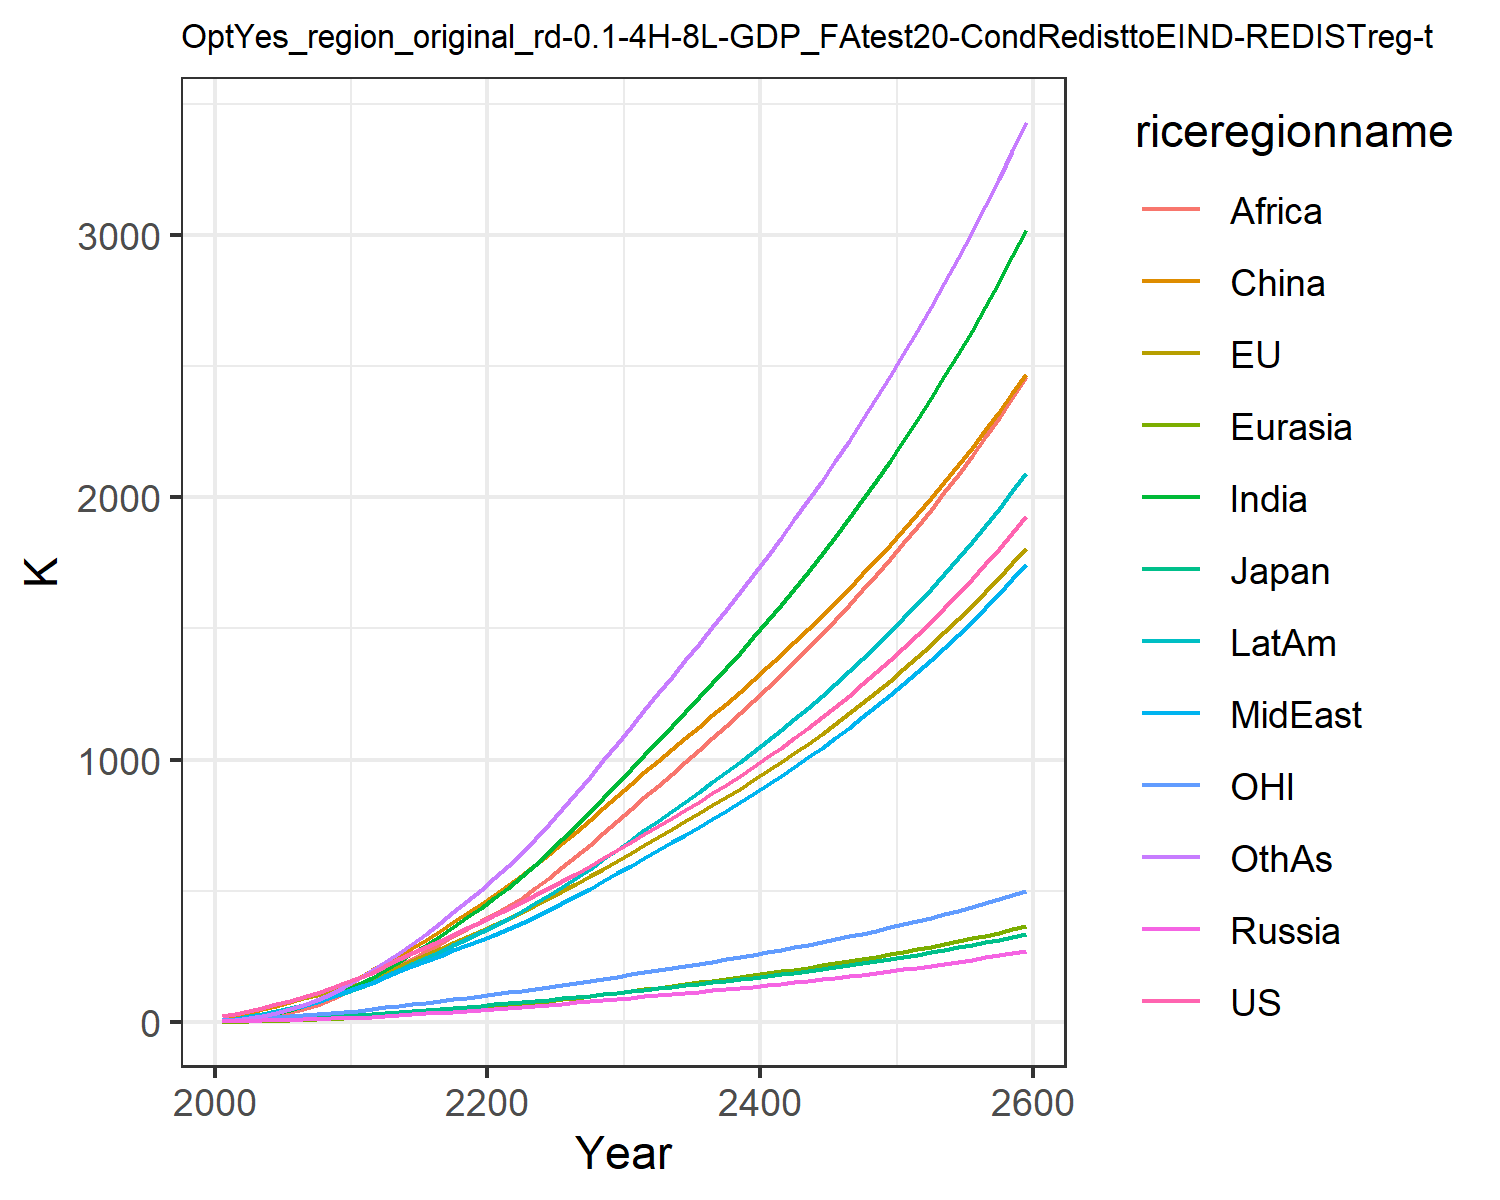 OptYes_region_original_rd-0.1-4H-8L-GDP_FAtest20-CondRedisttoEIND-REDISTreg-t
riceregionname
Africa
China
EU
Eurasia
India
Japan
LatAm
MidEast
OHI
OthAs
Russia
US
K
3000
2000
1000
0
2000 2200 2400 2600
Year